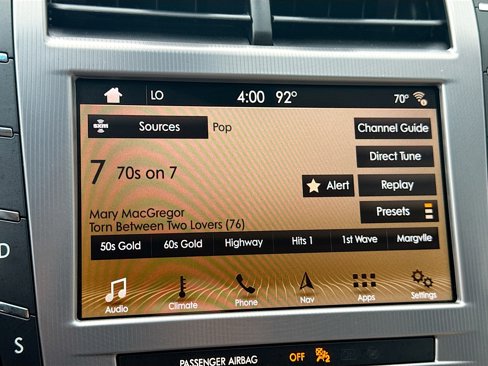 LO 4:00 92° 70°
SXM Sources Pop Channel Guide
Direct Tune
7 70s on 7
Alert Replay
Presets
Mary MacGregor
Torn Between Two Lovers (76)
50s Gold 60s Gold Highway Hits 1 1st Wave Margvlle
Audio Climate Phone Nav Apps Settings
D
S
PASSENGER AIRBAG OFF